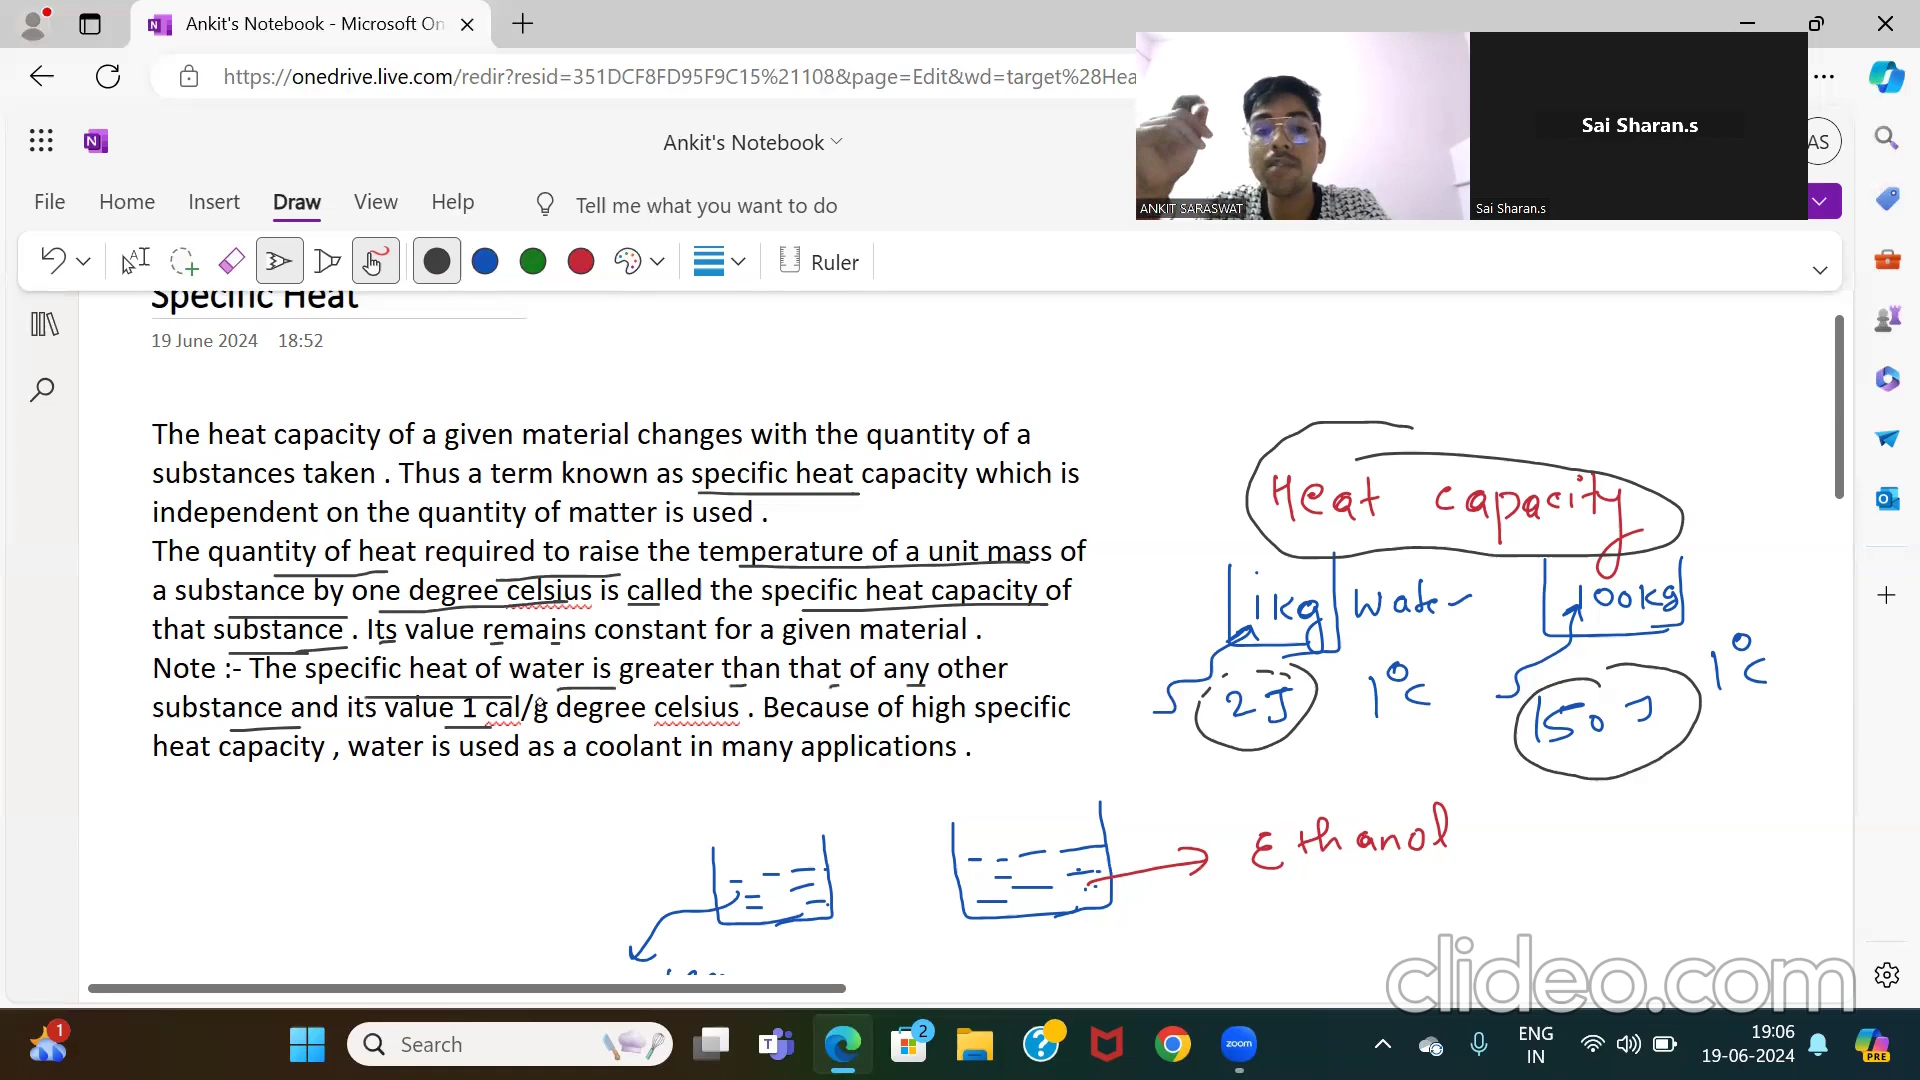 Ankit's Notebook - Microsoft On
https://onedrive.live.com/redir?resid=351DCF8FD95F9C15%21108&page=Edit&wd=target%28Hea
Ankit's Notebook
AS
ANKIT SARASWAT
Sai Sharan.s
Sai Sharan.s
File Home Insert Draw View Help Tell me what you want to do
Ruler
Specific Heat
19 June 2024 18:52
The heat capacity of a given material changes with the quantity of a
substances taken . Thus a term known as specific heat capacity which is
independent on the quantity of matter is used .
The quantity of heat required to raise the temperature of a unit mass of
a substance by one degree celsius is called the specific heat capacity of
that substance . Its value remains constant for a given material .
Note :- The specific heat of water is greater than that of any other
substance and its value 1 cal/g degree celsius . Because of high specific
heat capacity , water is used as a coolant in many applications .
Heat capacity
1kg Water 100kg
2J 1°C 150 J 1°C
Ethanol
clideo.com
1
Search
2
zoom
ENG
IN
19:06
19-06-2024
PRE